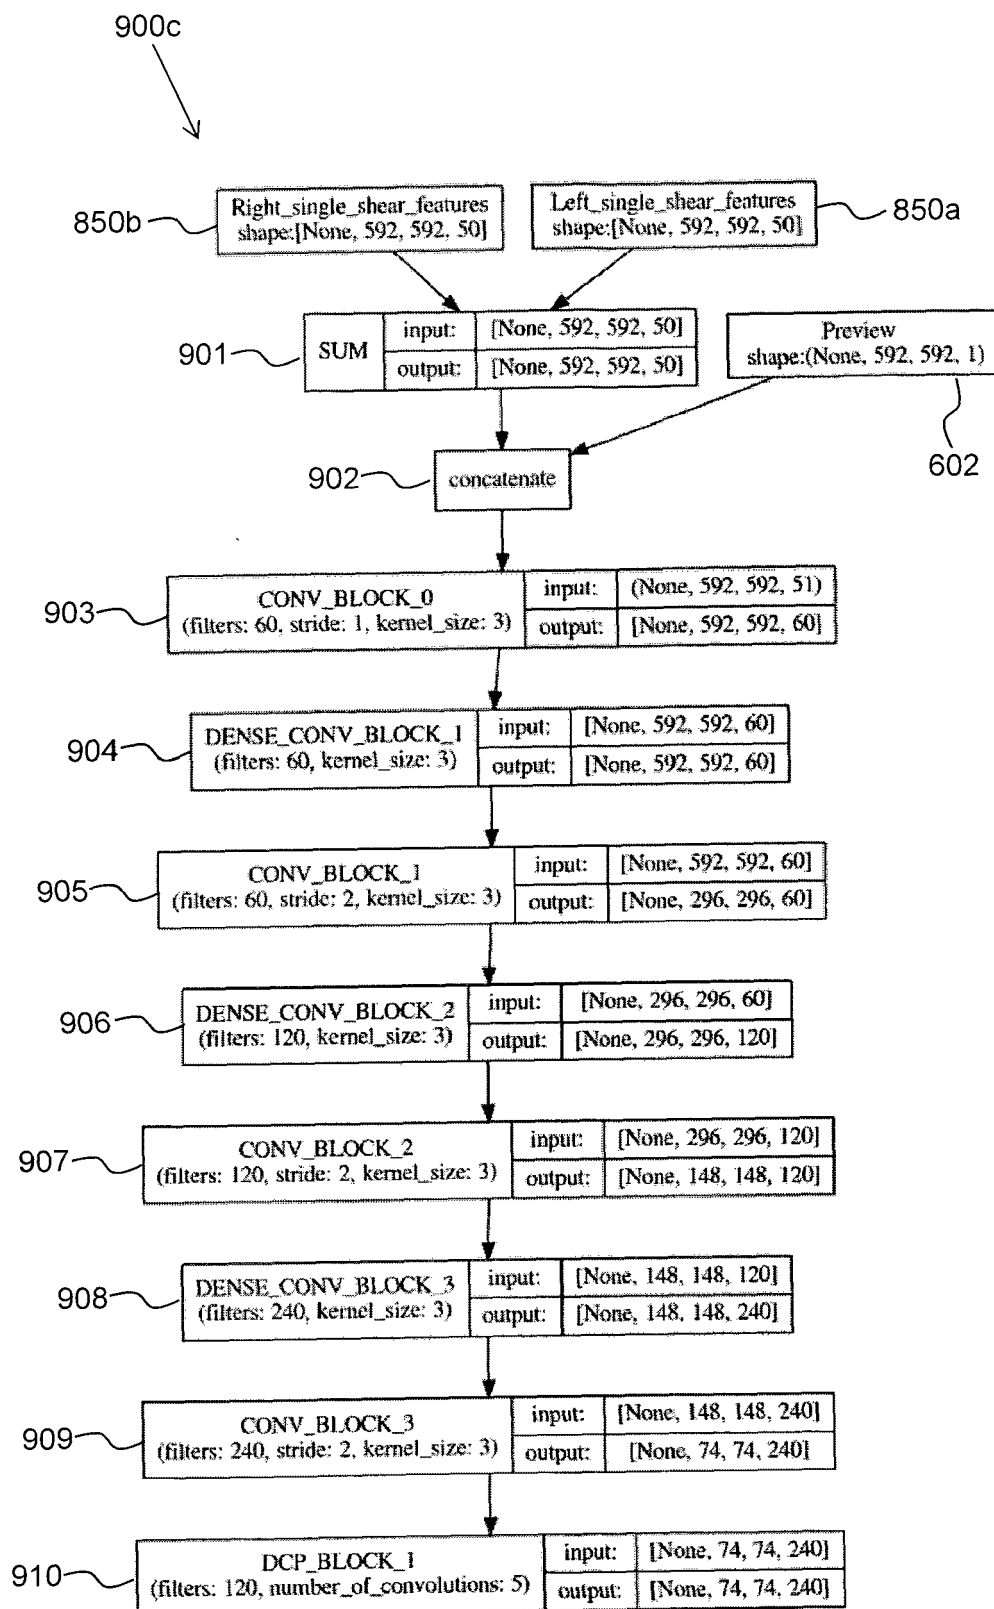 900c
850b
Right_single_shear_features
shape:[None, 592, 592, 50]
Left_single_shear_features
shape:[None, 592, 592, 50]
850a
901
SUM
input:
[None, 592, 592, 50]
output:
[None, 592, 592, 50]
Preview
shape:(None, 592, 592, 1)
602
902
concatenate
903
CONV_BLOCK_0
(filters: 60, stride: 1, kernel_size: 3)
input:
(None, 592, 592, 51)
output:
[None, 592, 592, 60]
904
DENSE_CONV_BLOCK_1
(filters: 60, kernel_size: 3)
input:
[None, 592, 592, 60]
output:
[None, 592, 592, 60]
905
CONV_BLOCK_1
(filters: 60, stride: 2, kernel_size: 3)
input:
[None, 592, 592, 60]
output:
[None, 296, 296, 60]
906
DENSE_CONV_BLOCK_2
(filters: 120, kernel_size: 3)
input:
[None, 296, 296, 60]
output:
[None, 296, 296, 120]
907
CONV_BLOCK_2
(filters: 120, stride: 2, kernel_size: 3)
input:
[None, 296, 296, 120]
output:
[None, 148, 148, 120]
908
DENSE_CONV_BLOCK_3
(filters: 240, kernel_size: 3)
input:
[None, 148, 148, 120]
output:
[None, 148, 148, 240]
909
CONV_BLOCK_3
(filters: 240, stride: 2, kernel_size: 3)
input:
[None, 148, 148, 240]
output:
[None, 74, 74, 240]
910
DCP_BLOCK_1
(filters: 120, number_of_convolutions: 5)
input:
[None, 74, 74, 240]
output:
[None, 74, 74, 240]